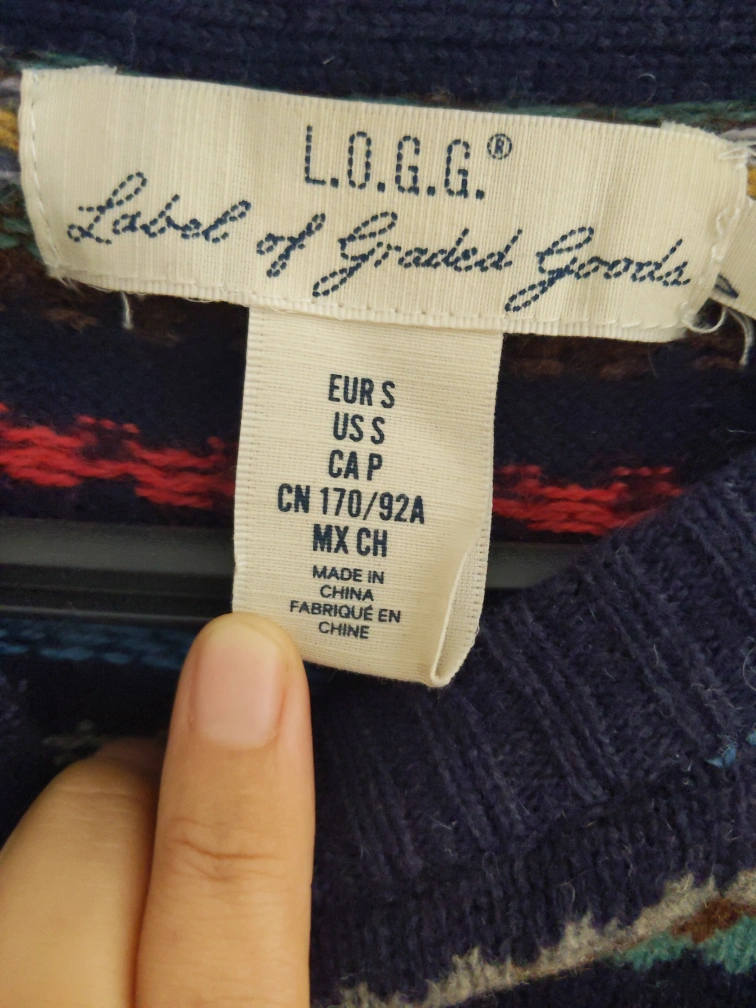 L.O.G.G.®
Label of Graded Goods
EUR S
US S
CA P
CN 170/92A
MX CH
MADE IN
CHINA
FABRIQUÉ EN
CHINE